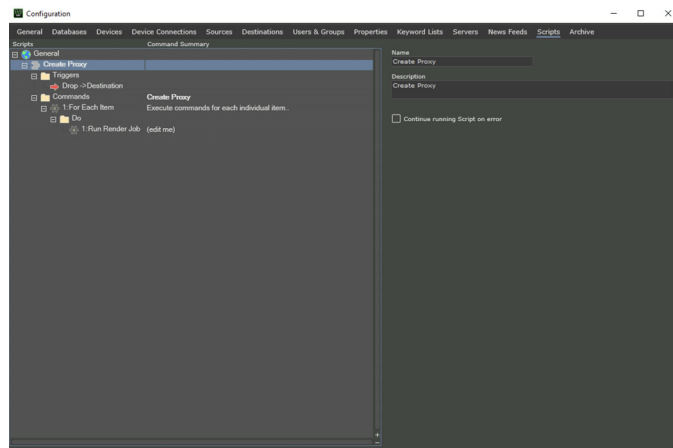 Configuration
General Databases Devices Device Connections Sources Destinations Users & Groups Properties Keyword Lists Servers News Feeds Scripts Archive
Scripts Command Summary
General
Create Proxy
Triggers
Drop ->Destination
Commands Create Proxy
1:For Each Item Execute commands for each individual item..
Do
1:Run Render Job (edit me)
Name
Create Proxy
Description
Create Proxy
Continue running Script on error